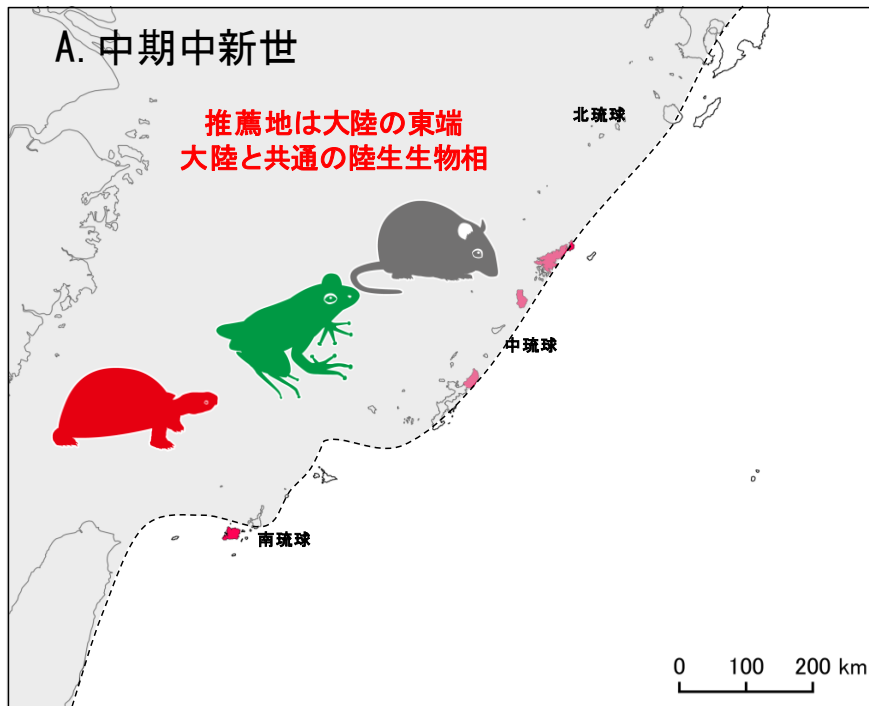 A. 中期中新世
推薦地は大陸の東端
大陸と共通の陸生生物相
北琉球
中琉球
南琉球
0 100 200 km